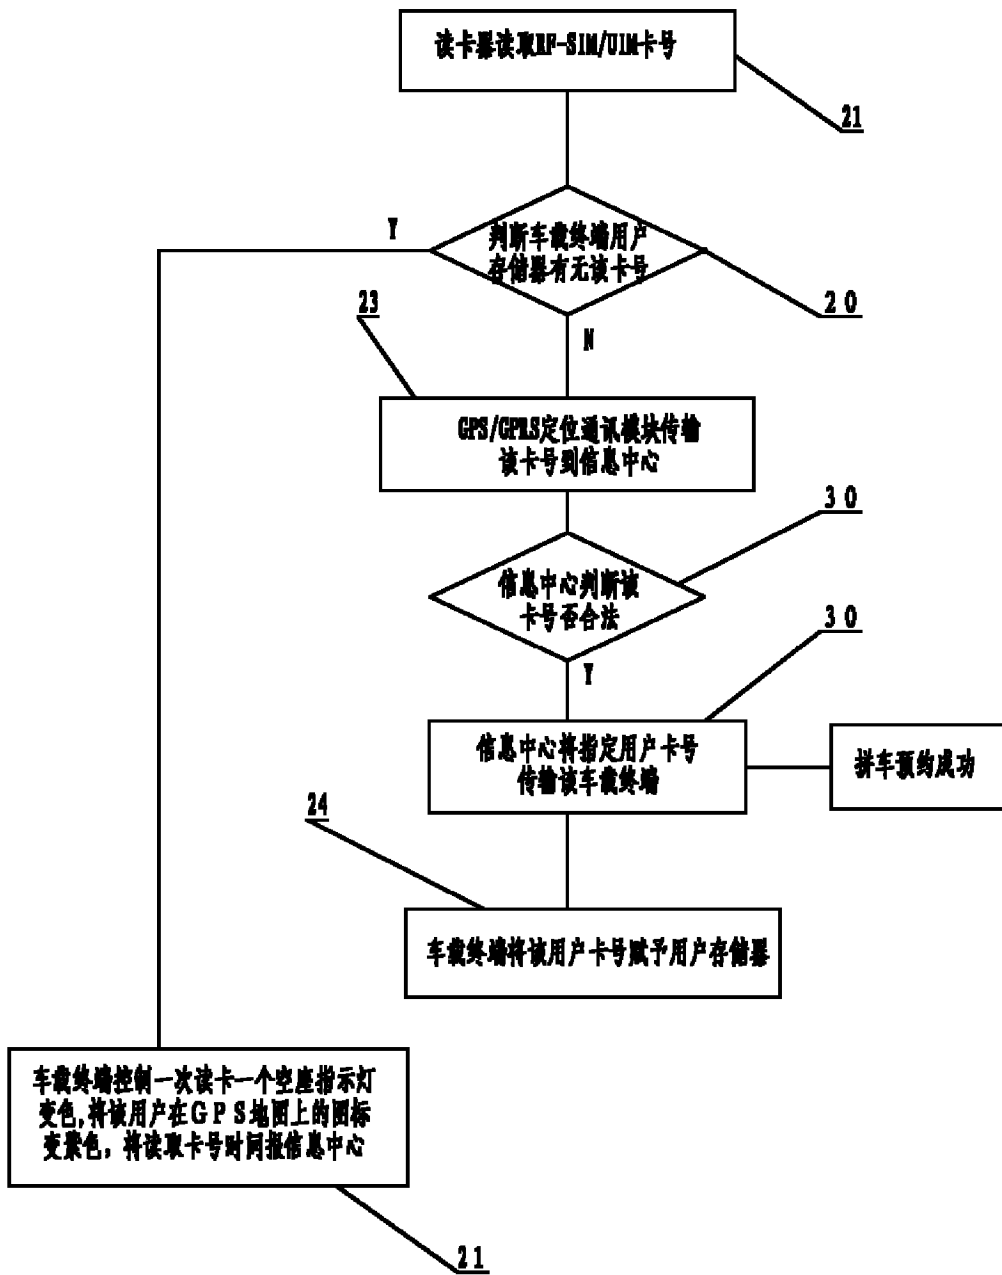 读卡器读取RF-SIM/UIM卡号
21
Y
判断车载终端用户
存储器有无该卡号
20
23
N
GPS/GPRS定位通讯模块传输
该卡号到信息中心
30
信息中心判断该
卡号否合法
30
Y
信息中心将指定用户卡号
传输该车载终端
拼车预约成功
24
车载终端将该用户卡号赋予用户存储器
车载终端控制一次读卡一个空座指示灯
变色,将该用户在GPS地图上的图标
变紫色，将读取卡号时间报信息中心
21